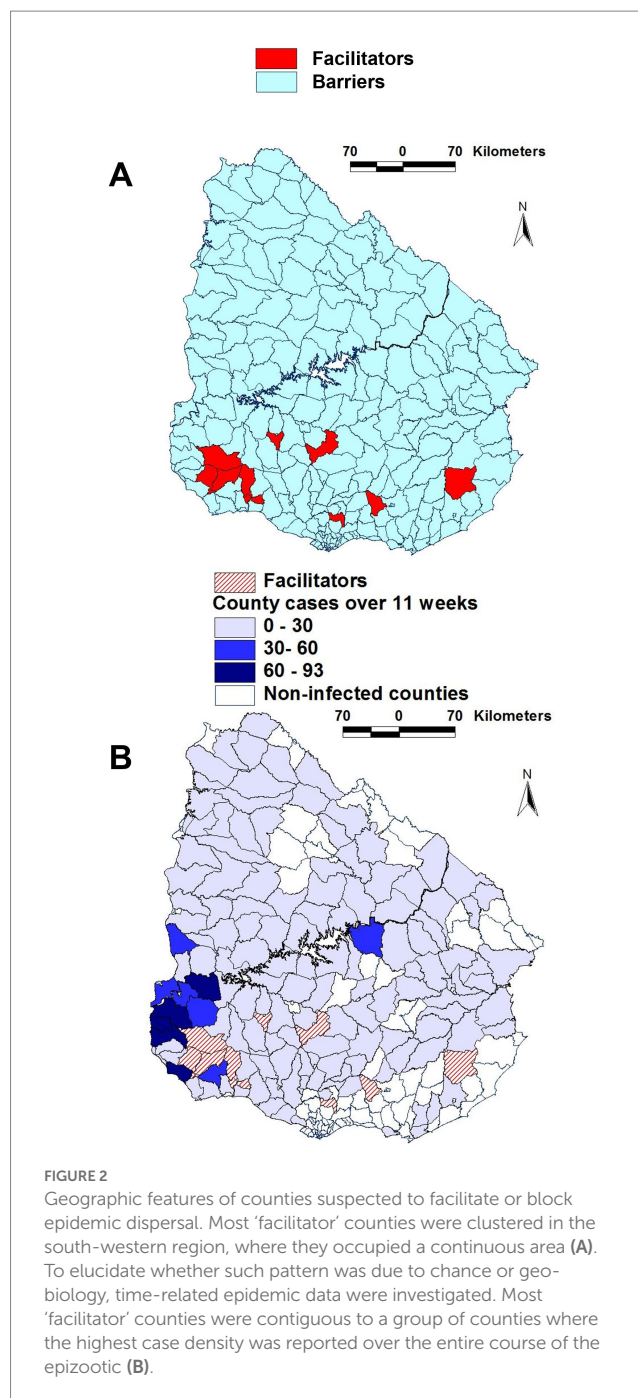 Facilitators
Barriers
70 0 70 Kilometers
A
N
Facilitators
County cases over 11 weeks
0 - 30
30- 60
60 - 93
Non-infected counties
70 0 70 Kilometers
B
N
FIGURE 2
Geographic features of counties suspected to facilitate or block
epidemic dispersal. Most ‘facilitator’ counties were clustered in the
south-western region, where they occupied a continuous area (A).
To elucidate whether such pattern was due to chance or geo-
biology, time-related epidemic data were investigated. Most
‘facilitator’ counties were contiguous to a group of counties where
the highest case density was reported over the entire course of the
epizootic (B).